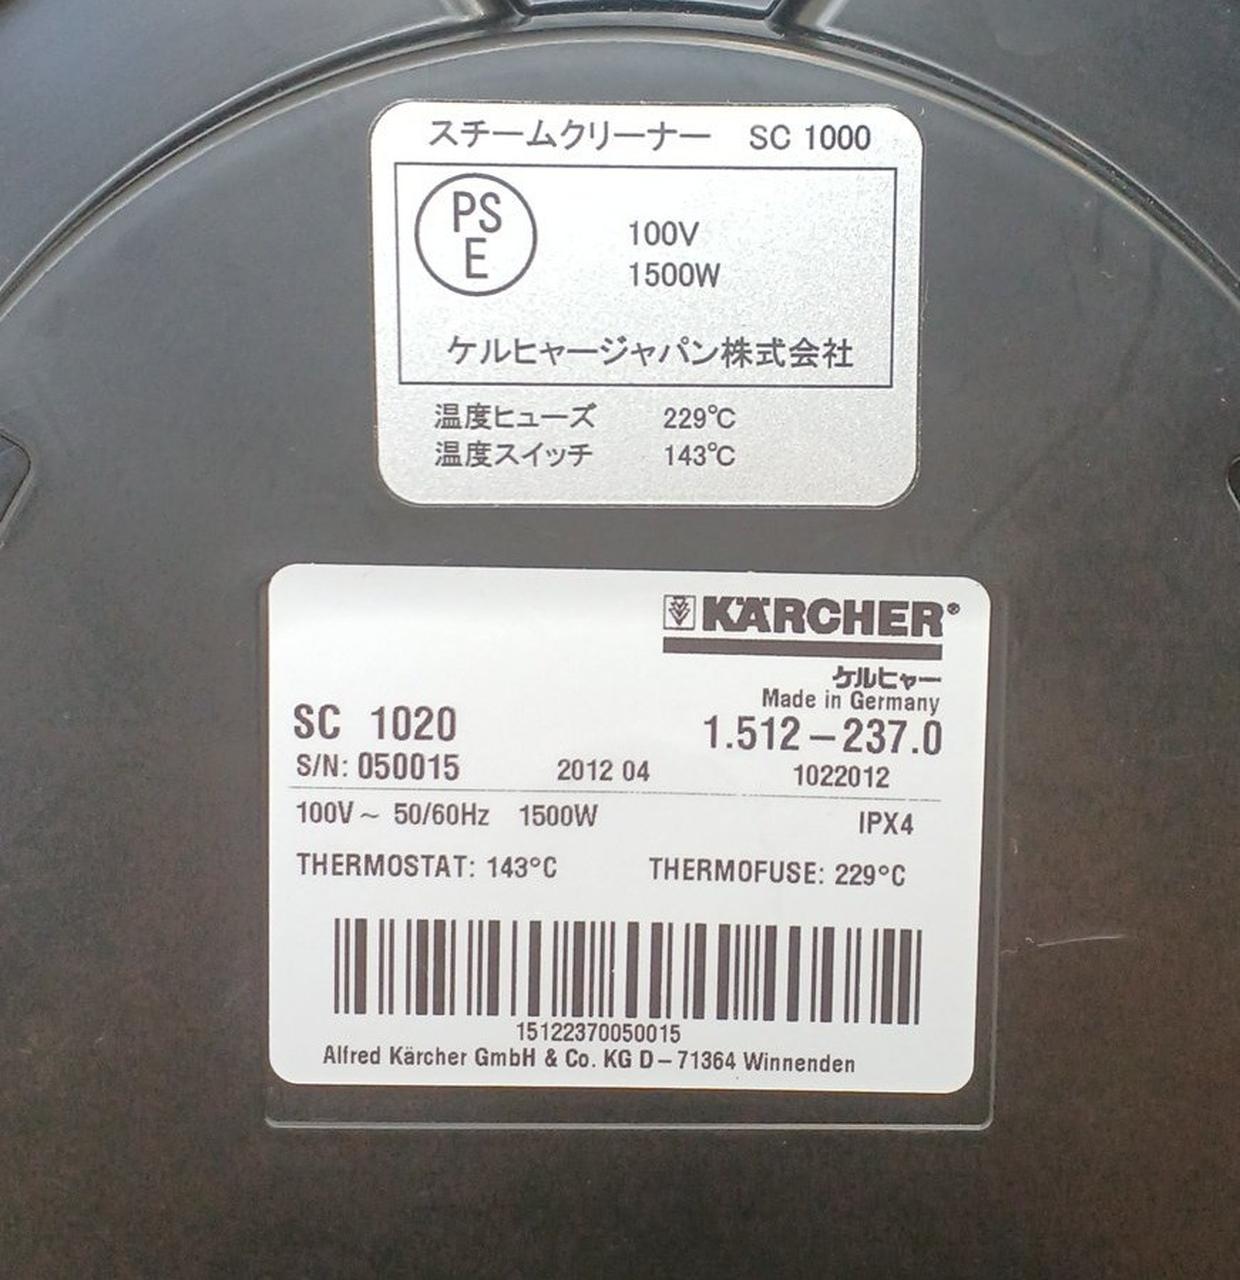 スチームクリーナー SC 1000
PS
E
100V
1500W
ケルヒャージャパン株式会社
温度ヒューズ 229℃
温度スイッチ 143℃
KÄRCHER®
ケルヒャー
Made in Germany
SC 1020 1.512-237.0
S/N: 050015 2012 04 1022012
100V~ 50/60Hz 1500W IPX4
THERMOSTAT: 143°C THERMOFUSE: 229°C
15122370050015
Alfred Kärcher GmbH & Co. KG D-71364 Winnenden